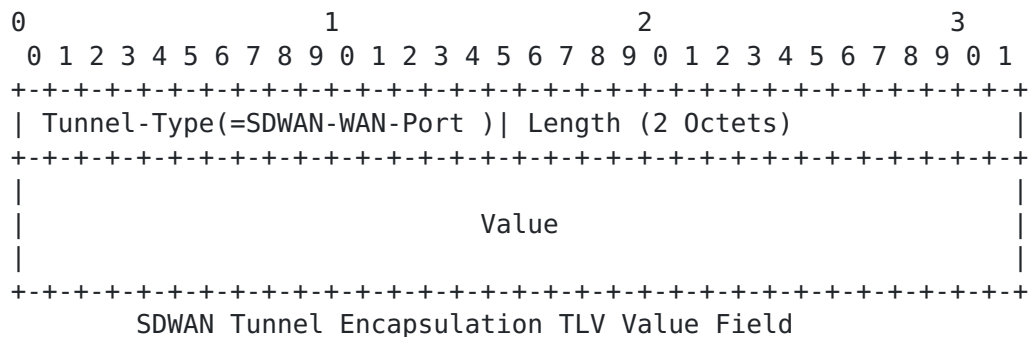 0                   1                   2                   3
 0 1 2 3 4 5 6 7 8 9 0 1 2 3 4 5 6 7 8 9 0 1 2 3 4 5 6 7 8 9 0 1
+-+-+-+-+-+-+-+-+-+-+-+-+-+-+-+-+-+-+-+-+-+-+-+-+-+-+-+-+-+-+-+-+
| Tunnel-Type(=SDWAN-WAN-Port )| Length (2 Octets)              |
+-+-+-+-+-+-+-+-+-+-+-+-+-+-+-+-+-+-+-+-+-+-+-+-+-+-+-+-+-+-+-+-+
|                                                               |
|                             Value                             |
|                                                               |
+-+-+-+-+-+-+-+-+-+-+-+-+-+-+-+-+-+-+-+-+-+-+-+-+-+-+-+-+-+-+-+-+
        SDWAN Tunnel Encapsulation TLV Value Field